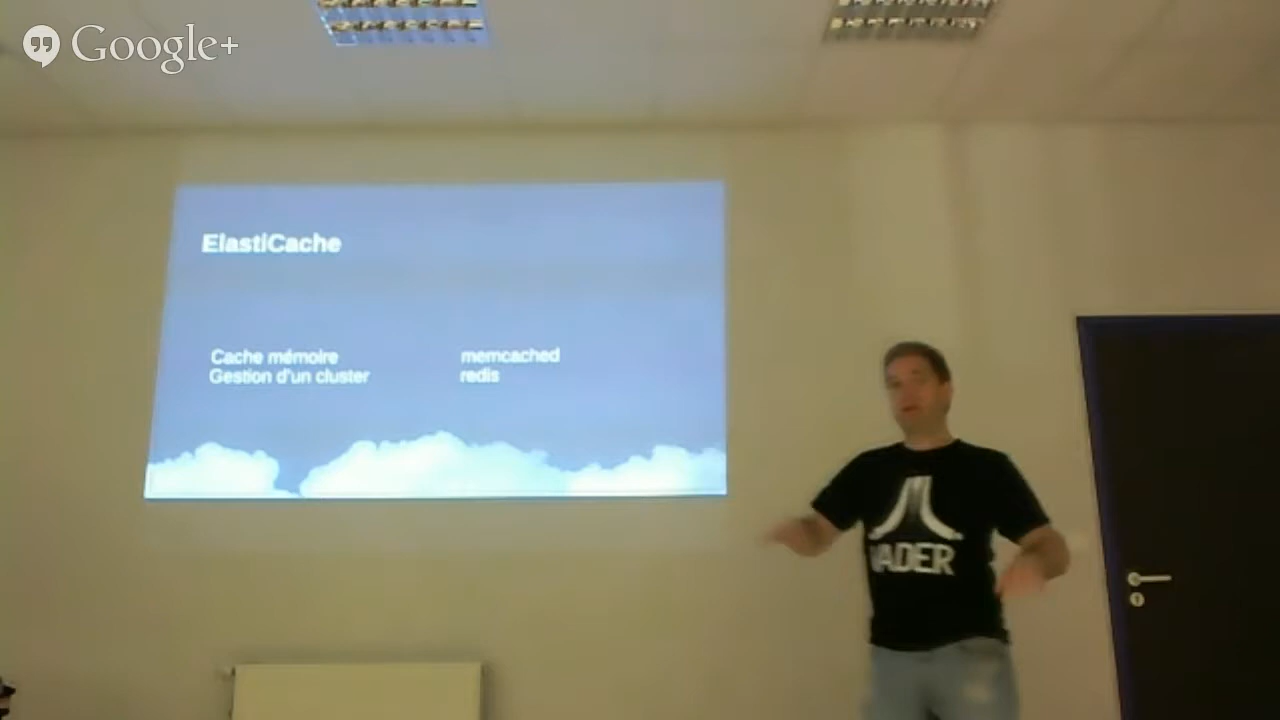 Google+
ElastiCache
Cache mémoire
Gestion d'un cluster
memcached
redis
VADER